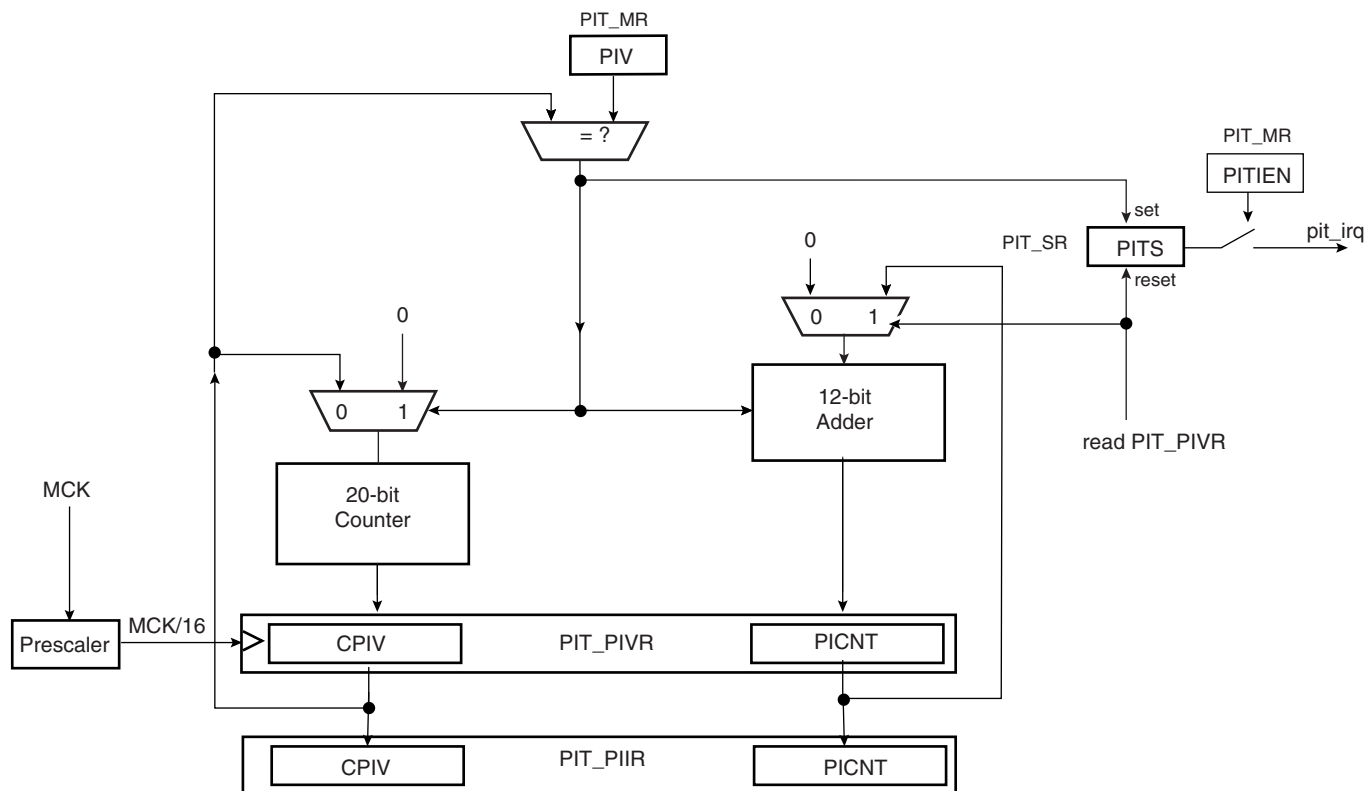 PIT_MR
PIV
= ?
PIT_MR
PITIEN
set
PIT_SR
PITS
pit_irq
reset
0
0 1
0
0 1
12-bit
Adder
read PIT_PIVR
MCK
20-bit
Counter
Prescaler
MCK/16
CPIV
PIT_PIVR
PICNT
CPIV
PIT_PIIR
PICNT